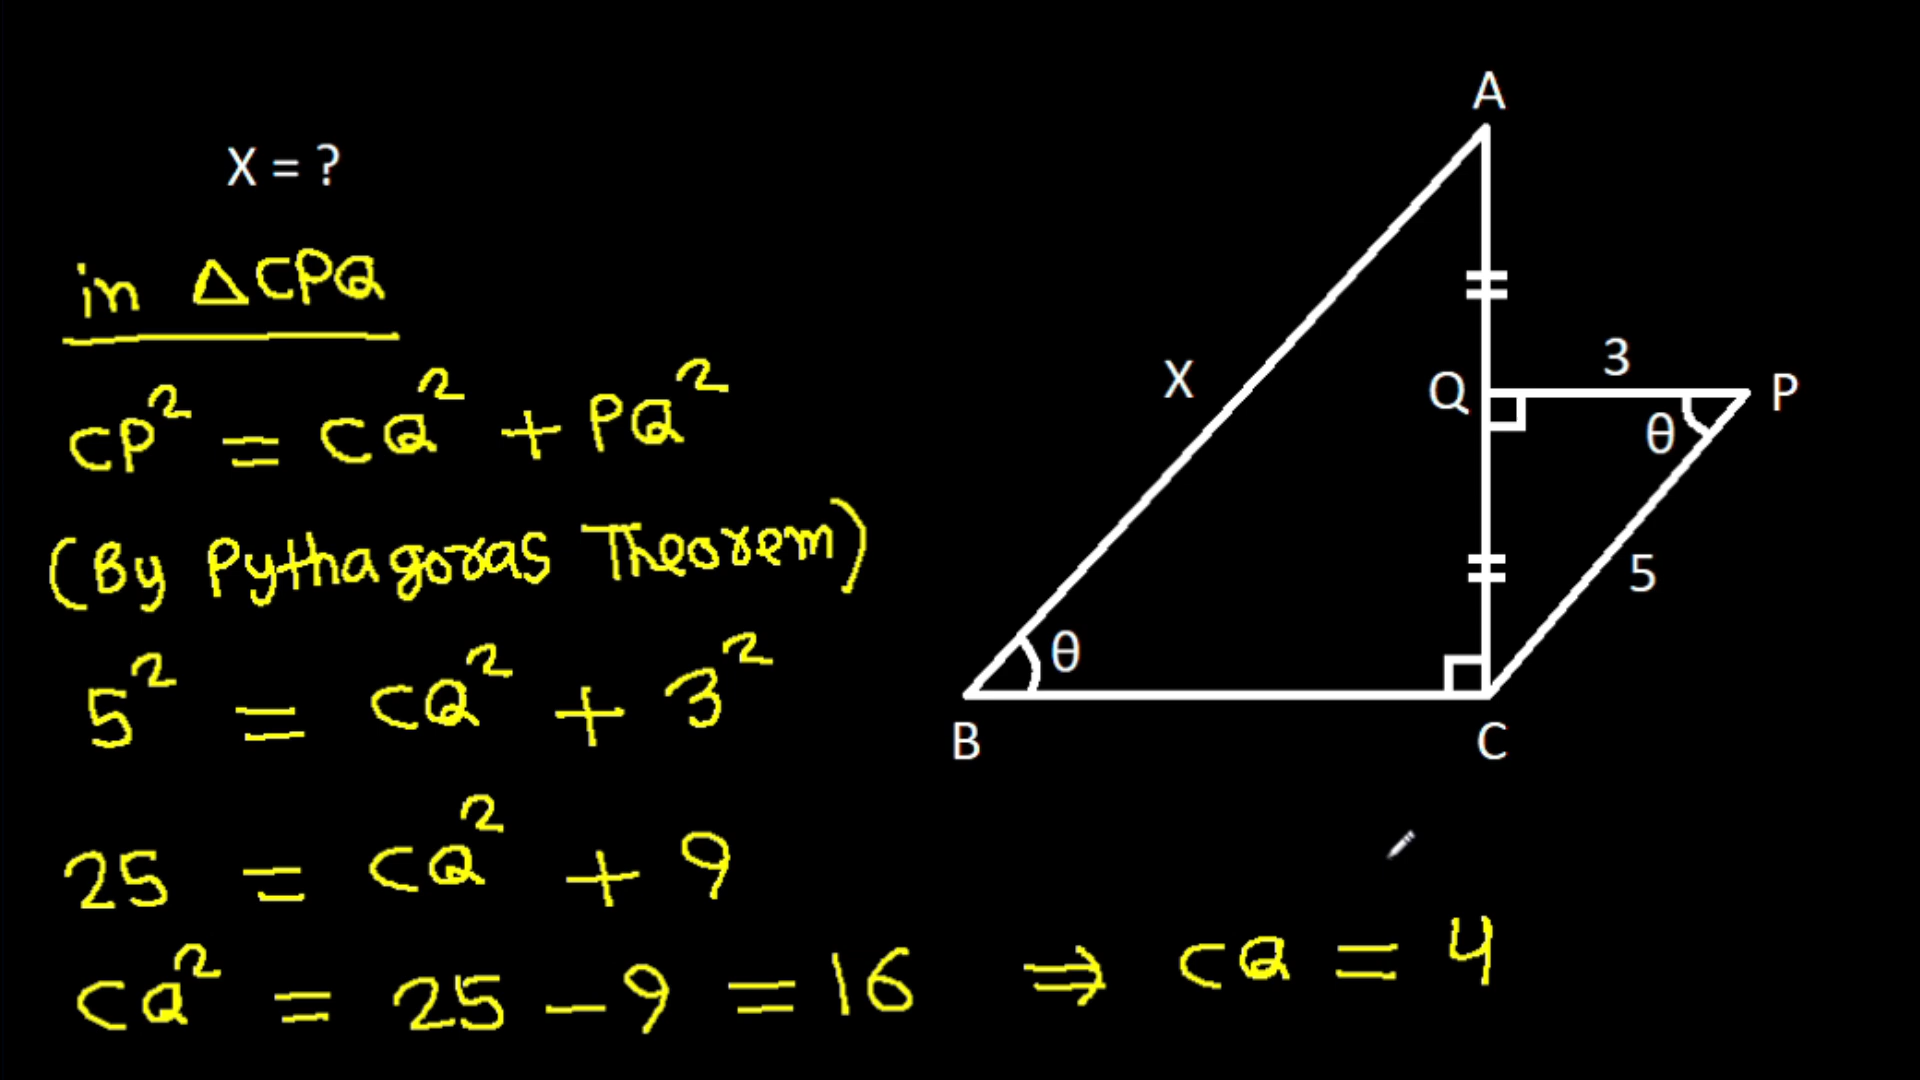 X = ?
in ΔCPQ
CP² = CQ² + PQ²
(By Pythagoras Theorem)
5² = CQ² + 3²
25 = CQ² + 9
CQ² = 25 - 9 = 16 ⇒ CQ = 4
A
X
Q
3
P
θ
5
θ
B
C